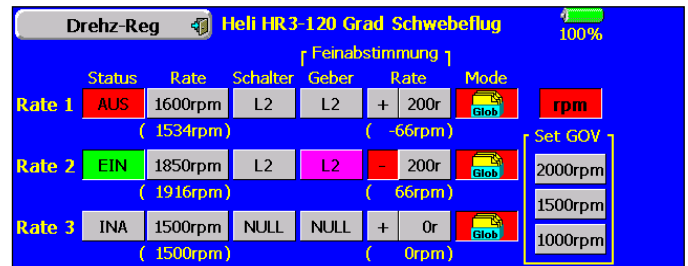 Drehz-Reg Heli HR3-120 Grad Schwebeflug 100%
Feinabstimmung
Status Rate Schalter Geber Rate Mode
Rate 1 AUS 1600rpm L2 L2 + 200r Glob rpm
( 1534rpm) ( -66rpm)
Set GOV
Rate 2 EIN 1850rpm L2 L2 - 200r Glob 2000rpm
( 1916rpm) ( 66rpm)
1500rpm
Rate 3 INA 1500rpm NULL NULL + 0r Glob 1000rpm
( 1500rpm) ( 0rpm)